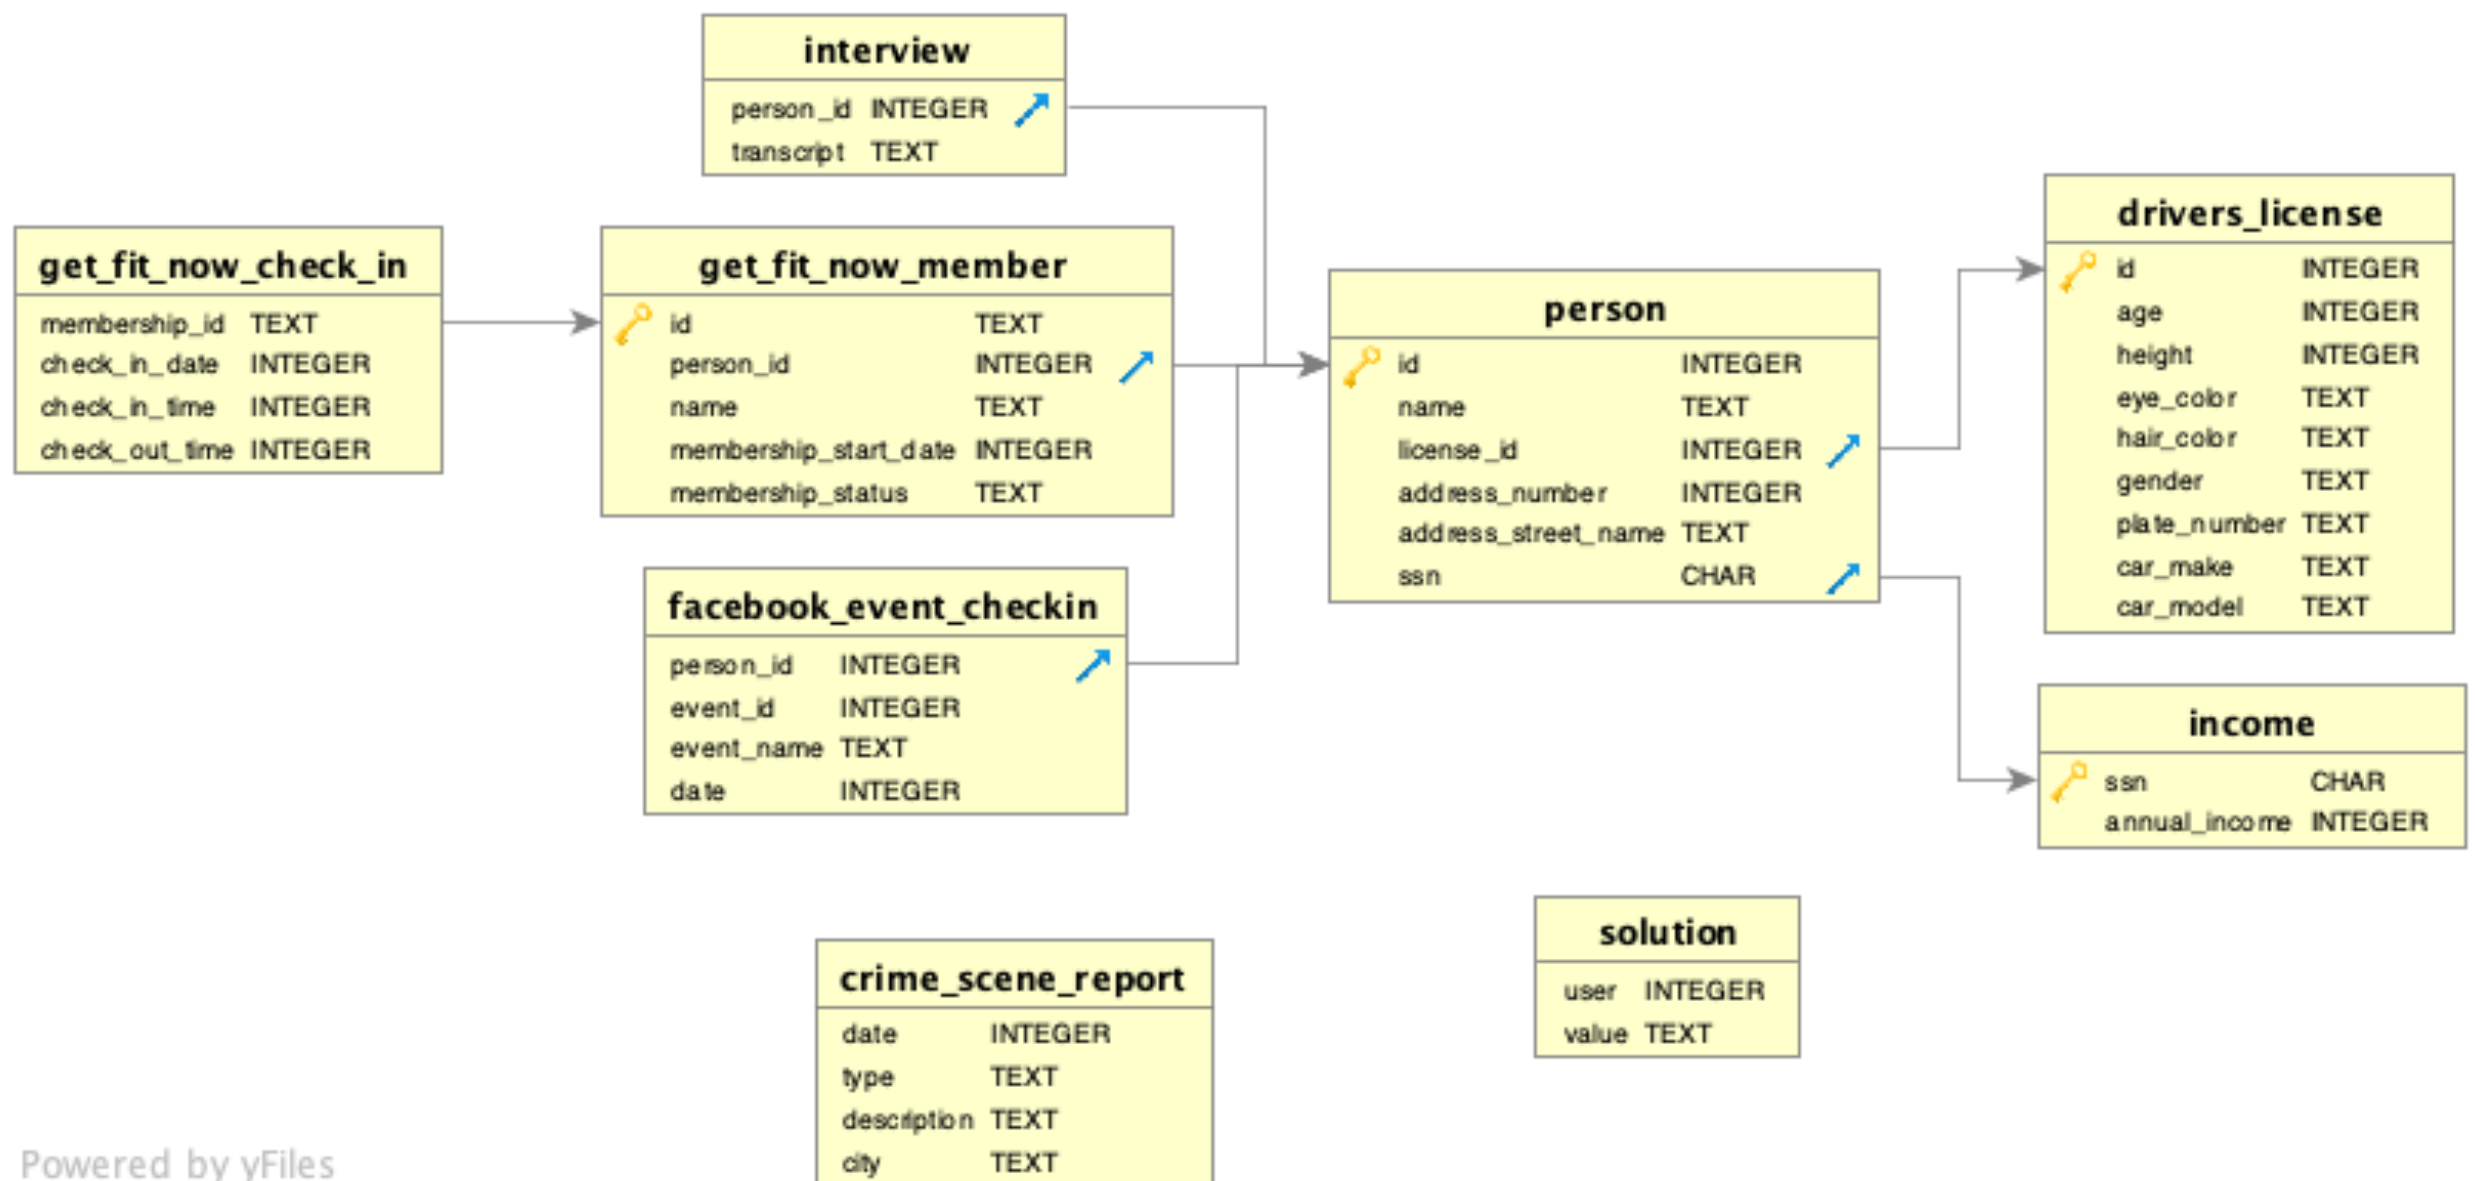 interview
person_id INTEGER
transcript TEXT
get_fit_now_check_in
membership_id TEXT
check_in_date INTEGER
check_in_time INTEGER
check_out_time INTEGER
get_fit_now_member
id TEXT
person_id INTEGER
name TEXT
membership_start_date INTEGER
membership_status TEXT
facebook_event_checkin
person_id INTEGER
event_id INTEGER
event_name TEXT
date INTEGER
person
id INTEGER
name TEXT
license_id INTEGER
address_number INTEGER
address_street_name TEXT
ssn CHAR
drivers_license
id INTEGER
age INTEGER
height INTEGER
eye_color TEXT
hair_color TEXT
gender TEXT
plate_number TEXT
car_make TEXT
car_model TEXT
income
ssn CHAR
annual_income INTEGER
solution
user INTEGER
value TEXT
crime_scene_report
date INTEGER
type TEXT
description TEXT
city TEXT
Powered by yFiles